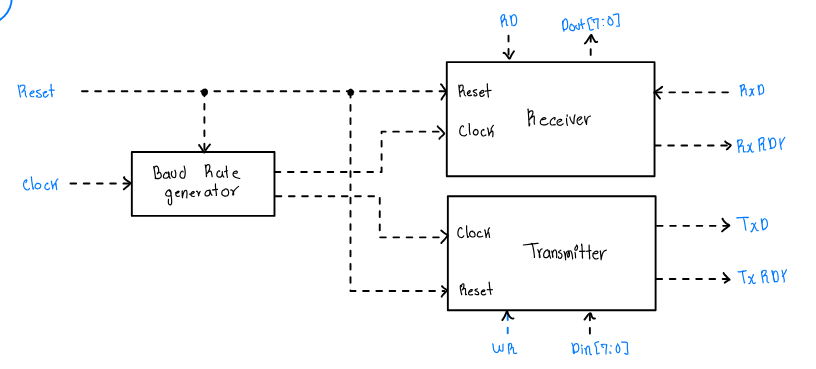 RD
Dout[7:0]
Reset
Reset
RxD
Clock
Receiver
RxRDY
Baud Rate
generator
Clock
Clock
TxD
Transmitter
TxRDY
Reset
WR
Din[7:0]